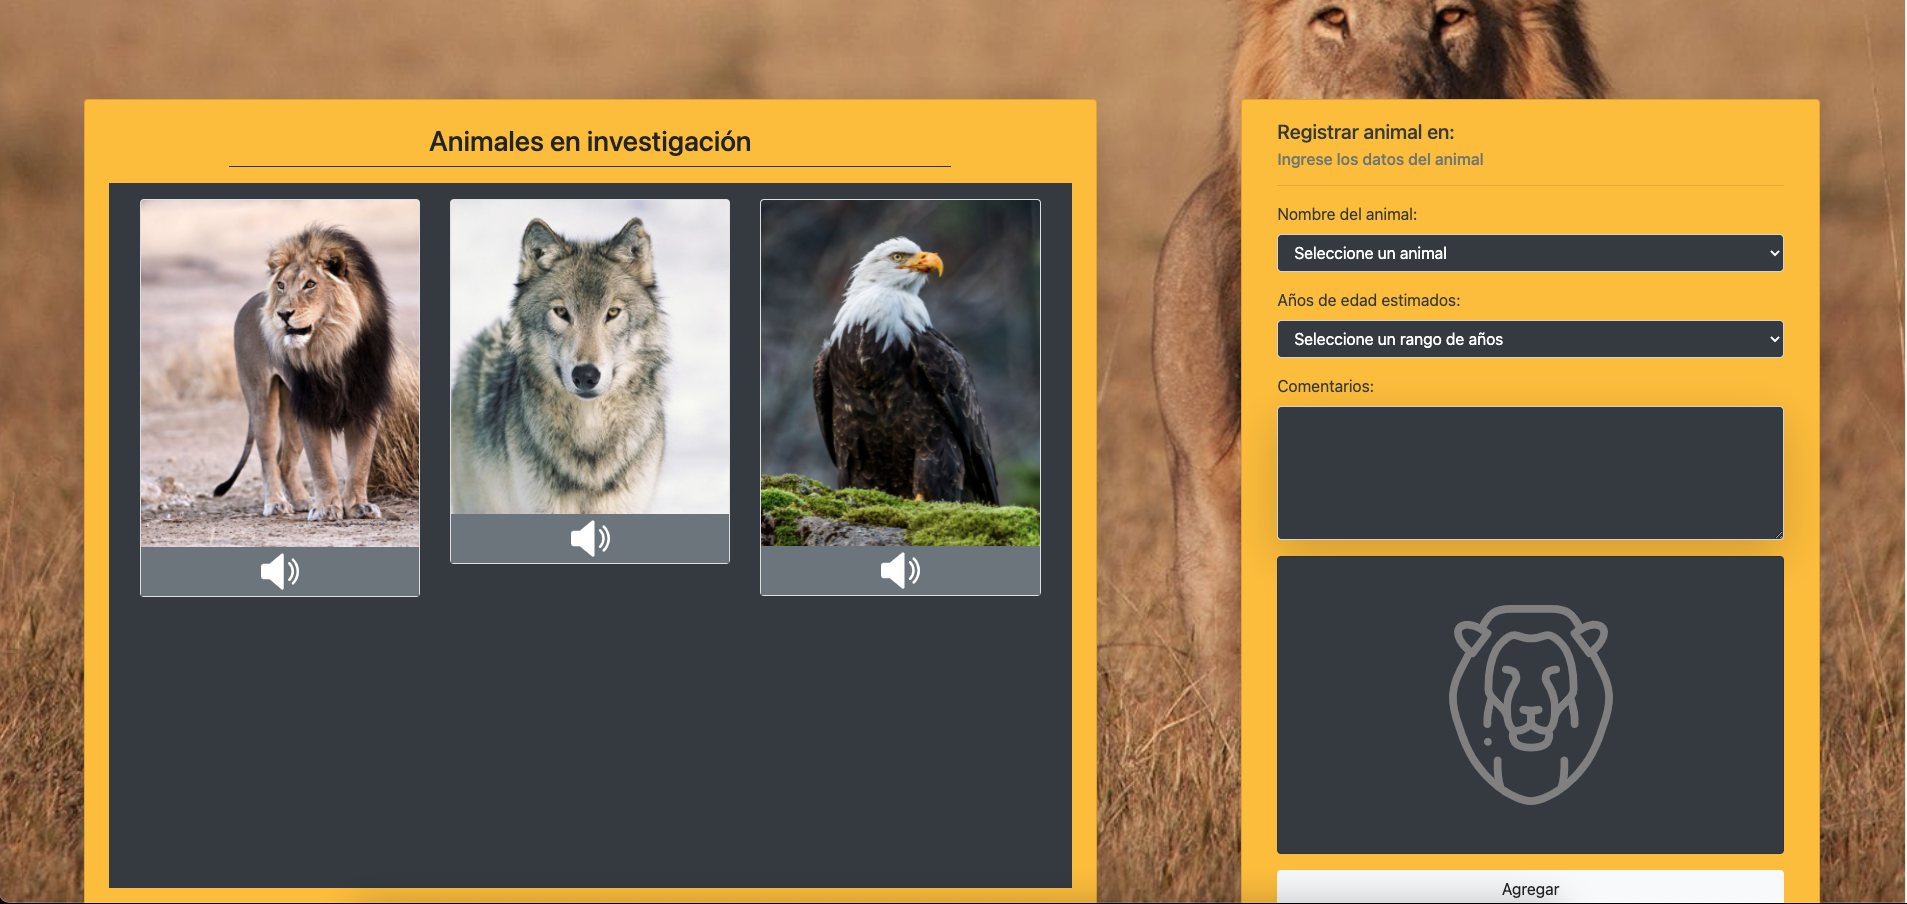 Animales en investigación
Registrar animal en:
Ingrese los datos del animal
Nombre del animal:
Seleccione un animal
Años de edad estimados:
Seleccione un rango de años
Comentarios:
Agregar